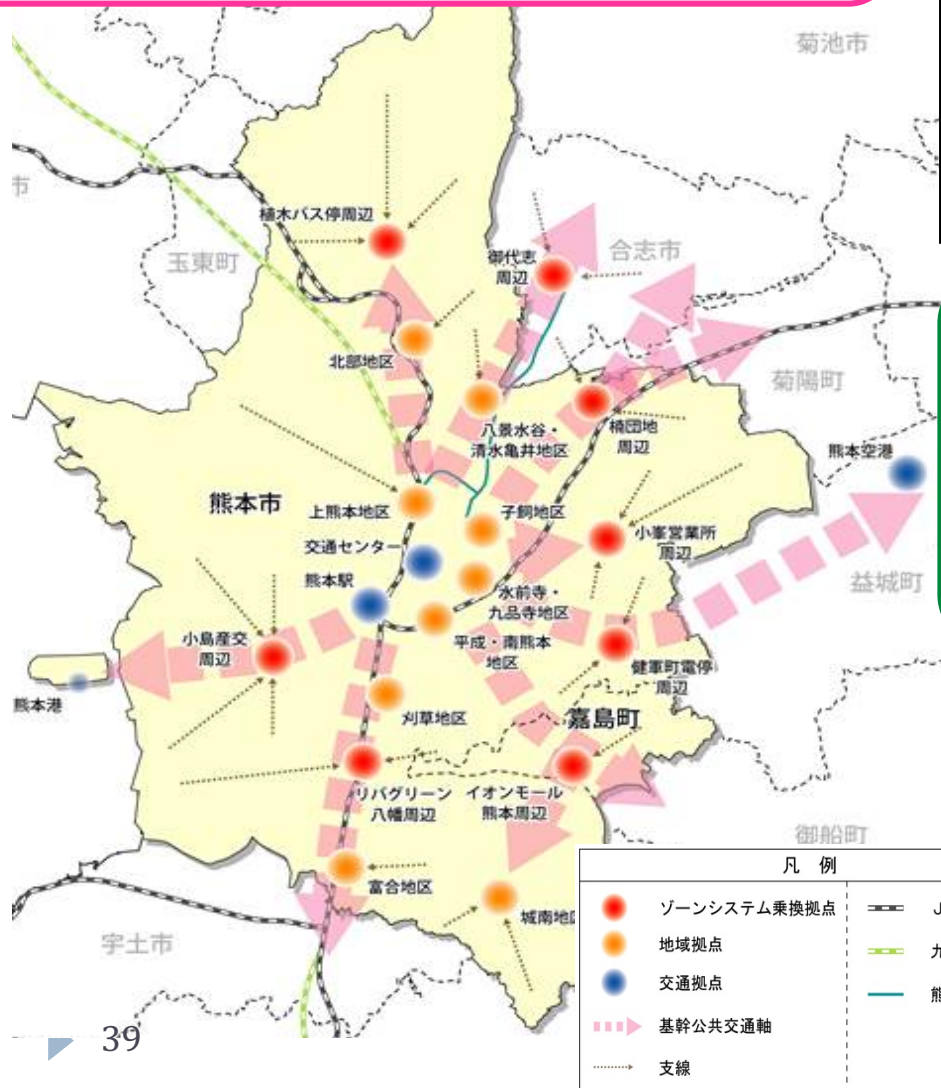 菊池市
市
植木バス停周辺
玉東町
御代志
周辺
合志市
北部地区
菊陽町
八景水谷・
清水亀井地区
楠団地
周辺
熊本空港
熊本市
上熊本地区
子飼地区
小峯営業所
周辺
交通センター
熊本駅
水前寺・
九品寺地区
益城町
小島産交
周辺
平成・南熊本
地区
健軍町電停
周辺
熊本港
刈草地区
嘉島町
リバグリーン
八幡周辺
イオンモール
熊本周辺
御船町
富合地区
城南地区
宇土市
凡 例
ゾーンシステム乗換拠点
地域拠点
交通拠点
基幹公共交通軸
支線
J
九
熊
39